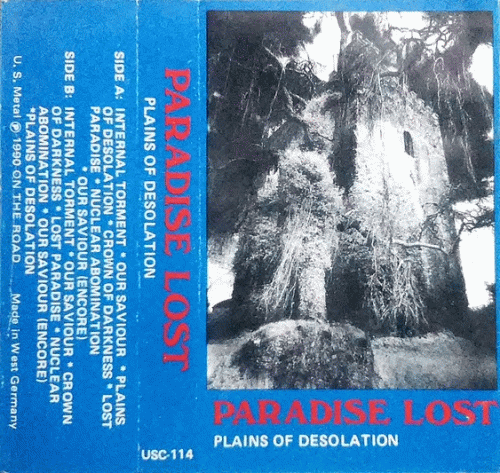 SIDE A: INTERNAL TORMENT * OUR SAVIOUR * PLAINS
OF DESOLATION * CROWN OF DARKNESS * LOST
PARADISE * NUCLEAR ABOMINATION
* OUR SAVIOUR (ENCORE)
SIDE B: INTERNAL TORMENT * OUR SAVIOUR * CROWN
OF DARKNESS * LOST PARADISE * NUCLEAR
ABOMINATION * OUR SAVIOUR (ENCORE)
*PLAINS OF DESOLATION
U. S. Metal ℗ 1990 ON THE ROAD Made in West Germany
PARADISE LOST
PLAINS OF DESOLATION
USC-114
PARADISE LOST
PLAINS OF DESOLATION